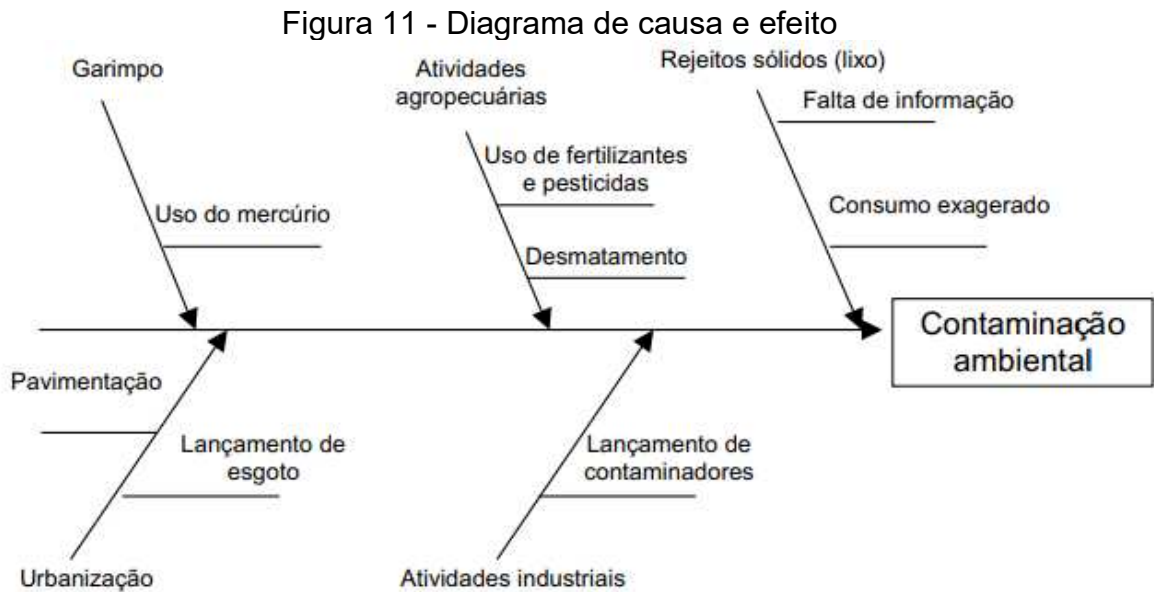 Figura 11 - Diagrama de causa e efeito
Garimpo
Atividades
agropecuárias
Rejeitos sólidos (lixo)
Falta de informação
Uso de fertilizantes
e pesticidas
Uso do mercúrio
Consumo exagerado
Desmatamento
Contaminação
ambiental
Pavimentação
Lançamento de
esgoto
Lançamento de
contaminadores
Urbanização
Atividades industriais